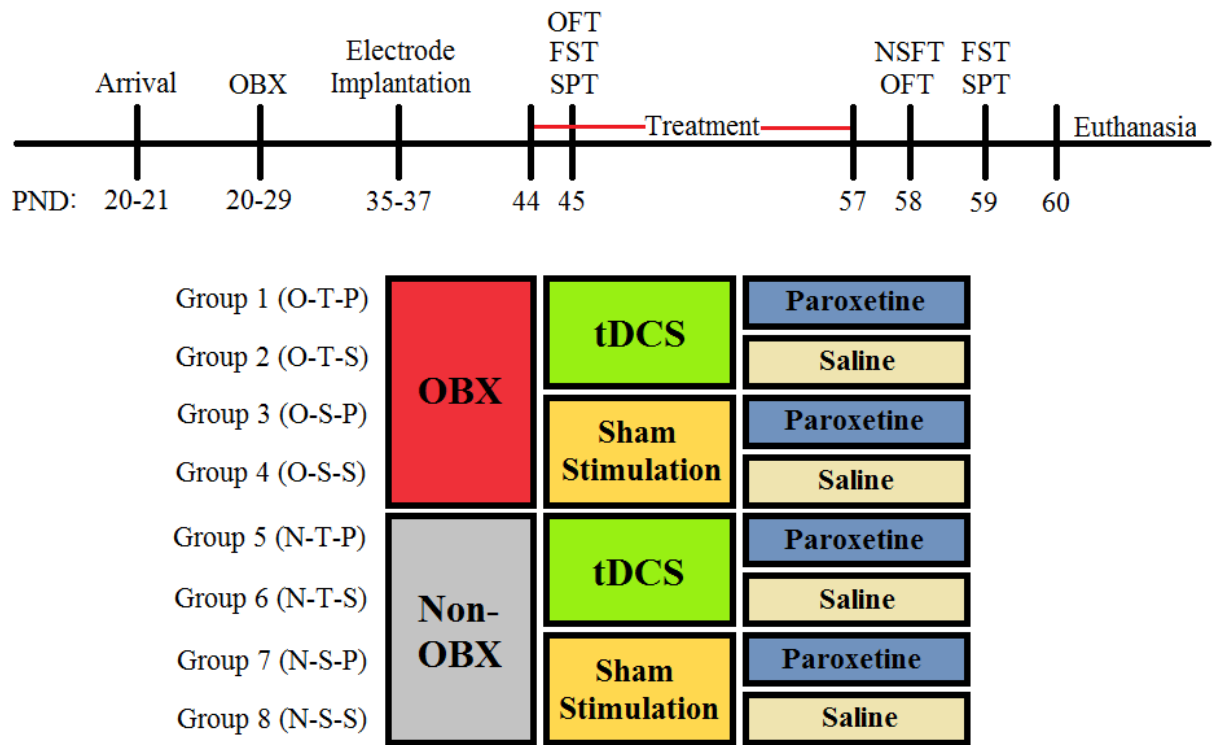 OFT
Electrode FST NSFT FST
Arrival OBX Implantation SPT OFT SPT
Treatment Euthanasia
PND: 20-21 20-29 35-37 44 45 57 58 59 60
Group 1 (O-T-P) Paroxetine
tDCS
Group 2 (O-T-S) Saline
OBX
Group 3 (O-S-P) Paroxetine
Sham
Stimulation
Group 4 (O-S-S) Saline
Group 5 (N-T-P) Paroxetine
tDCS
Group 6 (N-T-S) Saline
Non-
OBX
Group 7 (N-S-P) Paroxetine
Sham
Stimulation
Group 8 (N-S-S) Saline